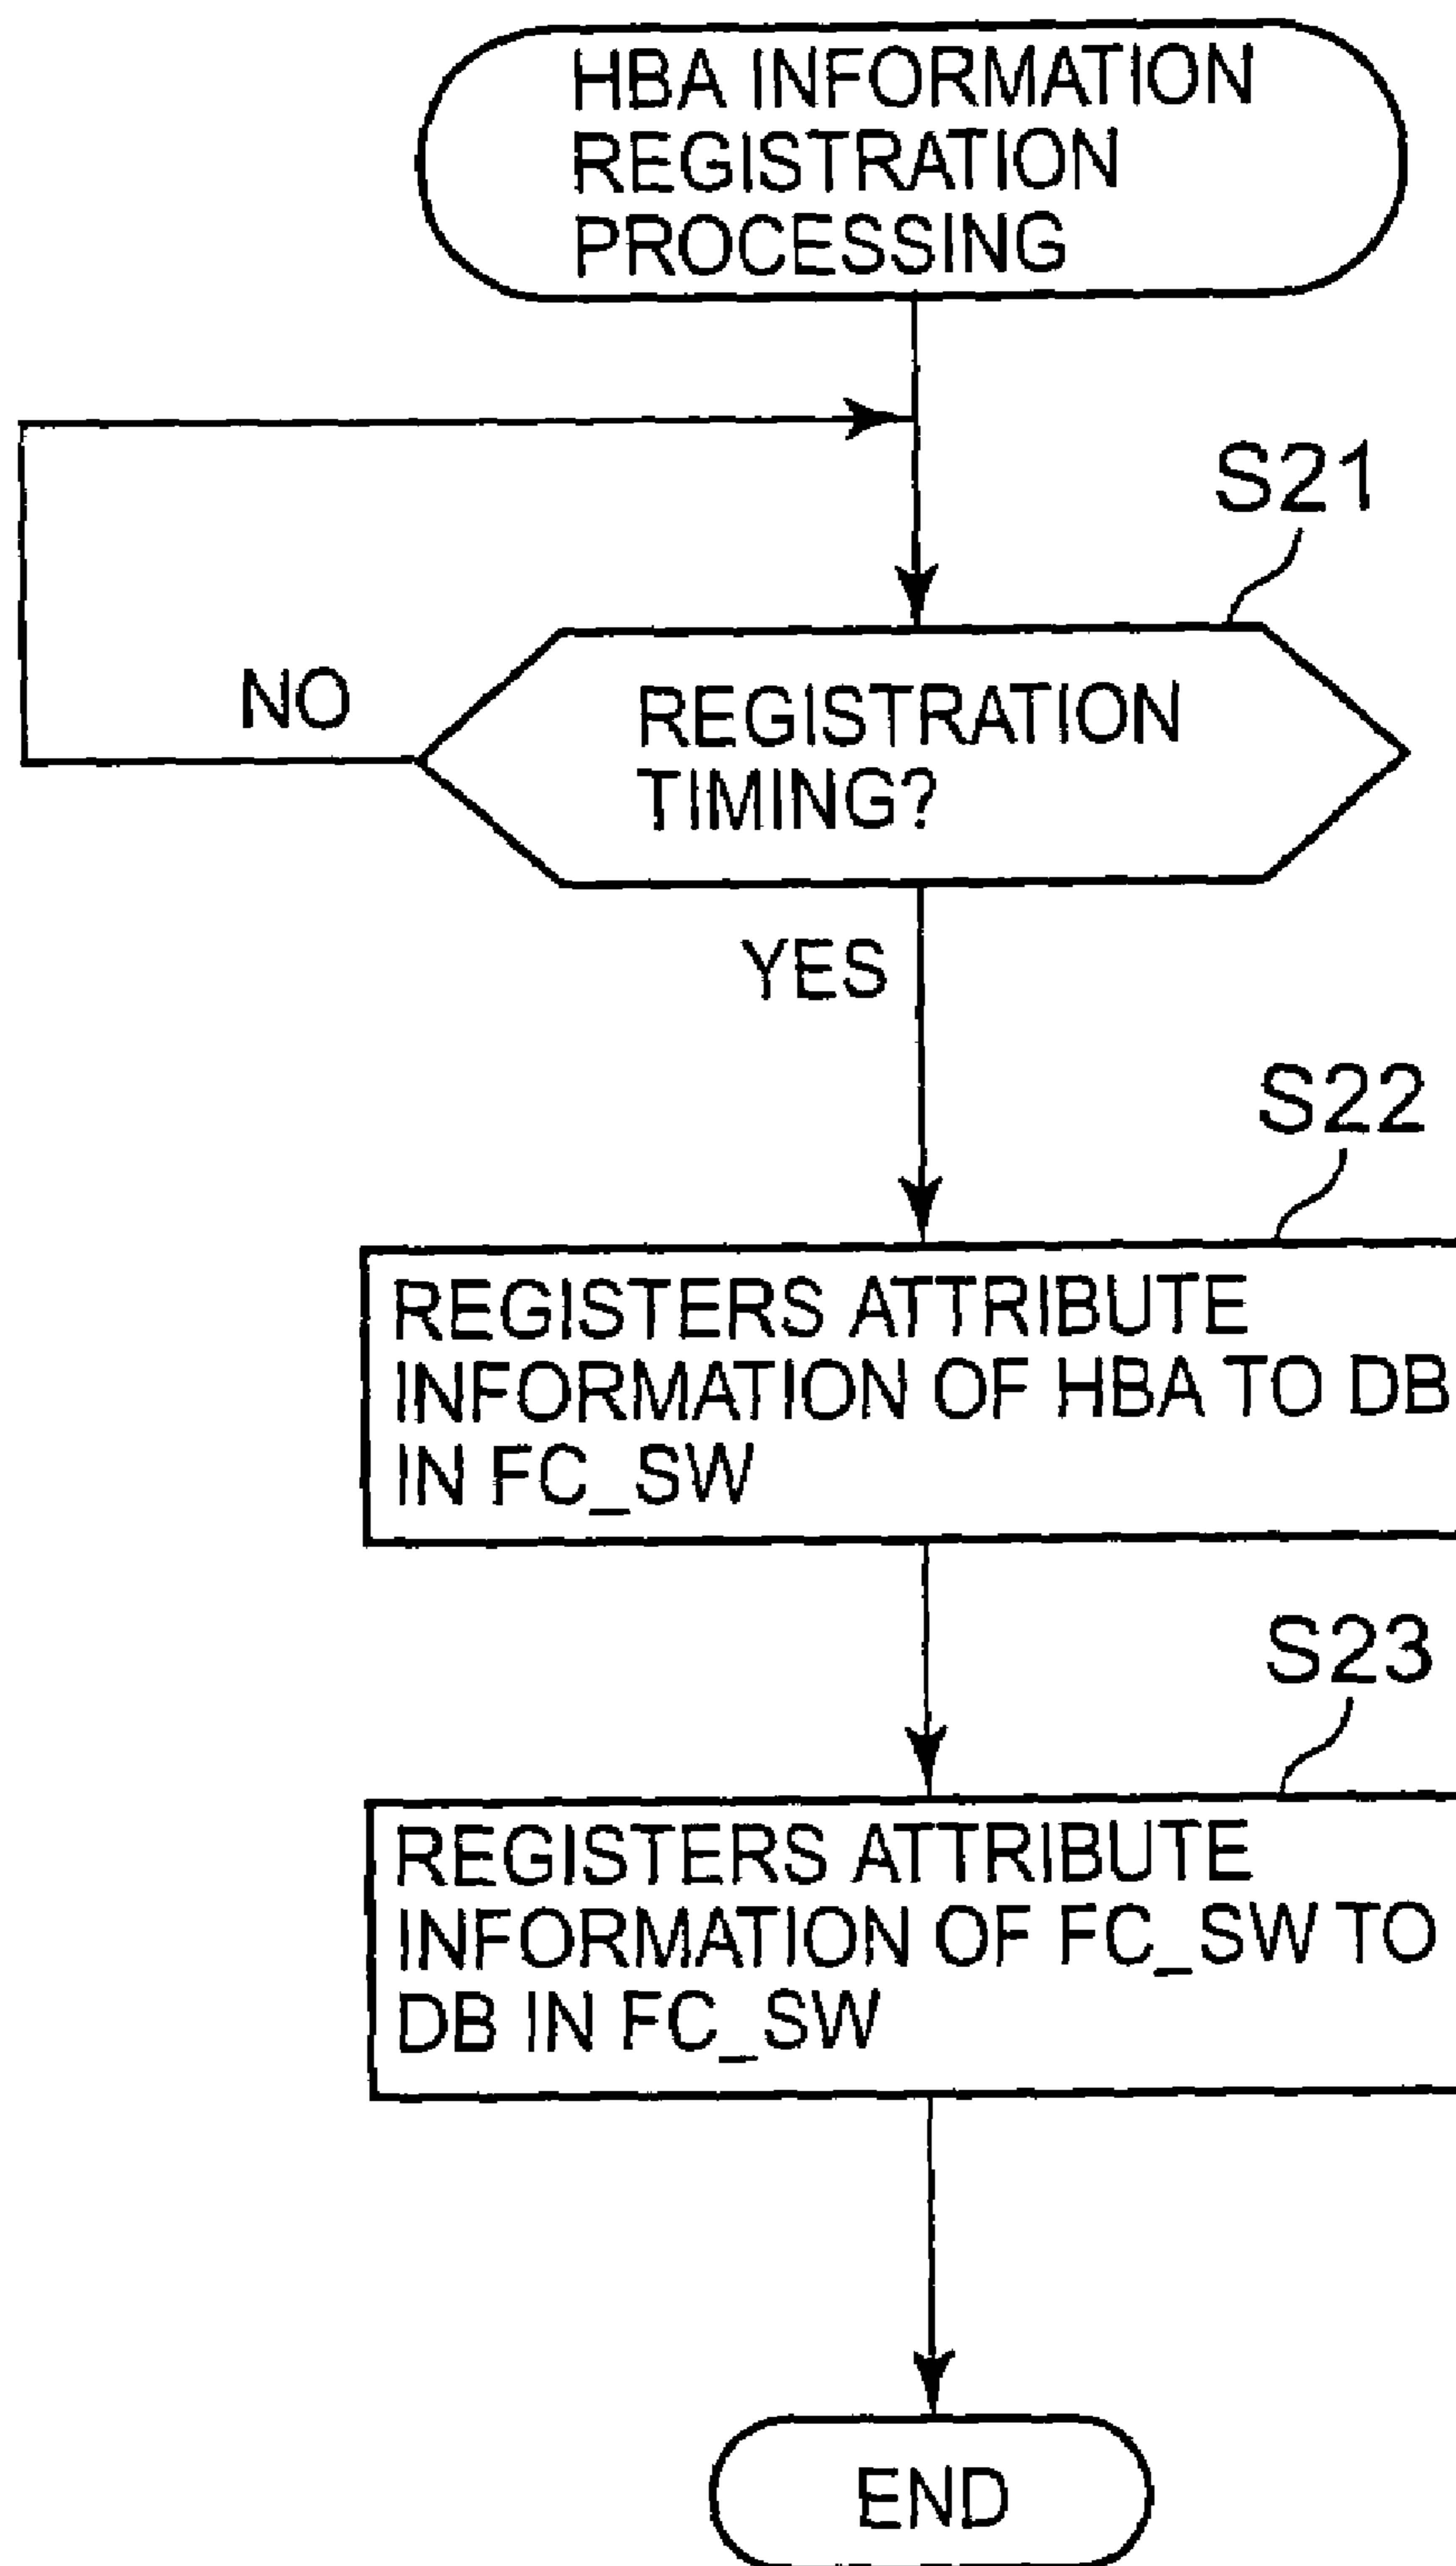 HBA INFORMATION
REGISTRATION
PROCESSING
S21
NO
REGISTRATION
TIMING?
YES
S22
REGISTERS ATTRIBUTE
INFORMATION OF HBA TO DB
IN FC_SW
S23
REGISTERS ATTRIBUTE
INFORMATION OF FC_SW TO
DB IN FC_SW
END